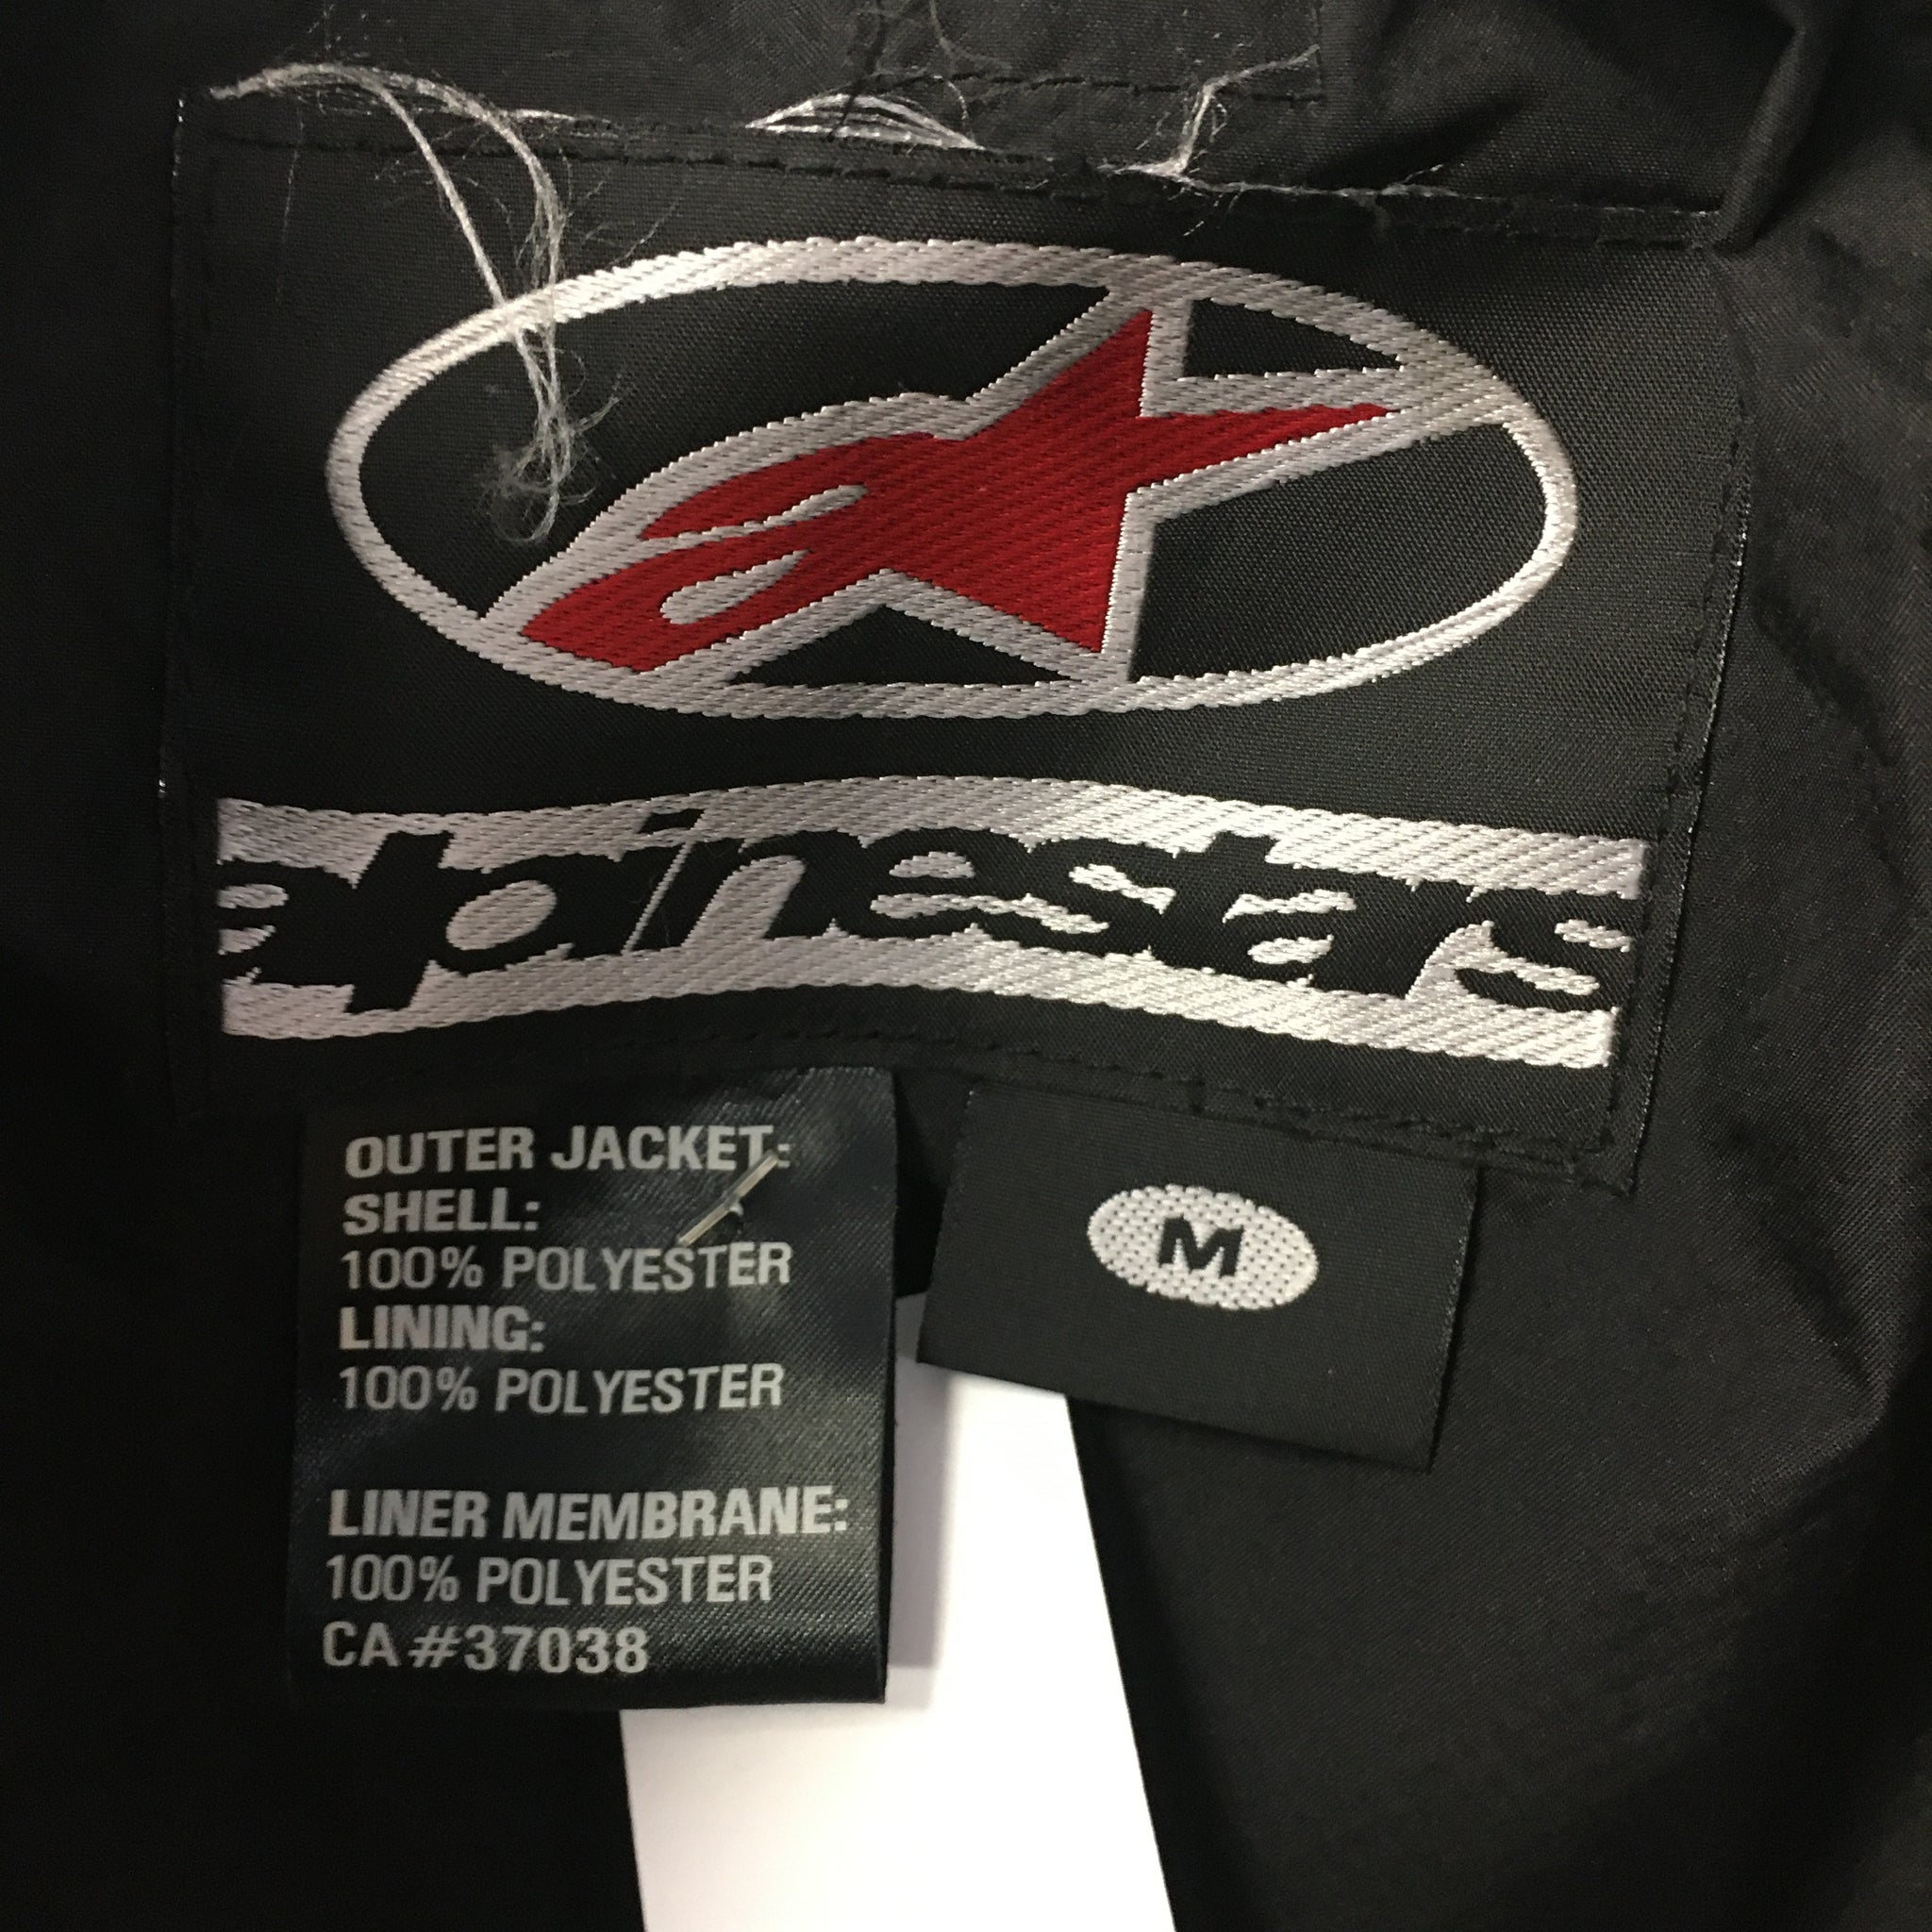 alpinestars
OUTER JACKET:
SHELL:
100% POLYESTER
LINING:
100% POLYESTER
LINER MEMBRANE:
100% POLYESTER
CA #37038
M